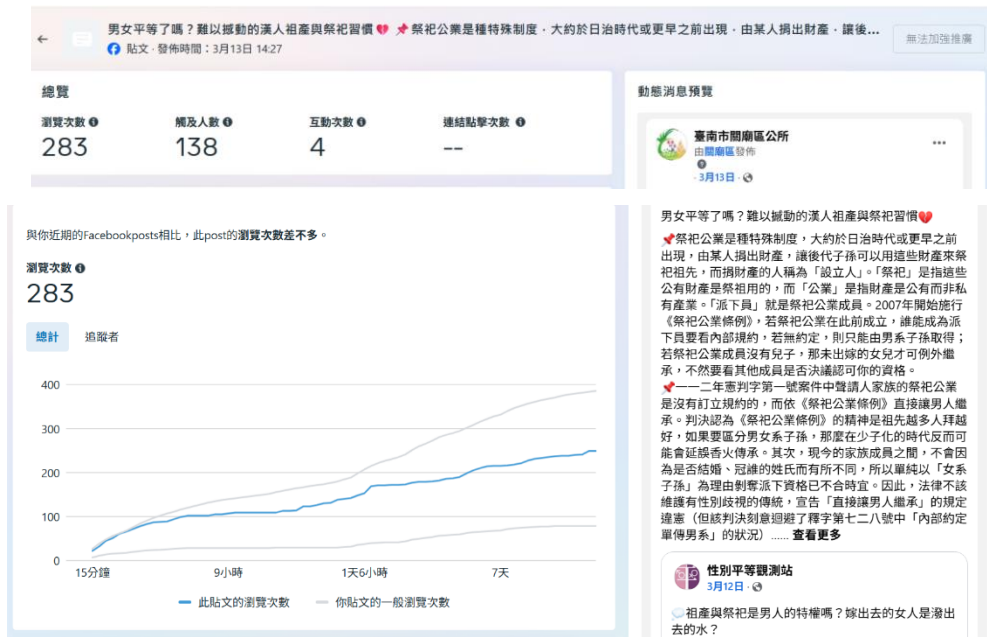 男女平等了嗎？難以撼動的漢人祖產與祭祀習慣💔 📌祭祀公業是種特殊制度，大約於日治時代或更早之前出現，由某人捐出財產，讓後...
貼文 · 發佈時間：3月13日 14:27
無法加強推廣
總覽
瀏覽次數
觸及人數
互動次數
連結點擊次數
283
138
4
--
與你近期的Facebookposts相比，此post的瀏覽次數差不多。
瀏覽次數
283
總計
追蹤者
400
300
200
100
0
15分鐘
9小時
1天6小時
7天
此貼文的瀏覽次數
你貼文的一般瀏覽次數
動態消息預覽
臺南市關廟區公所
由關廟區發佈
· 3月13日 ·
男女平等了嗎？難以撼動的漢人祖產與祭祀習慣💔
📌祭祀公業是種特殊制度，大約於日治時代或更早之前
出現，由某人捐出財產，讓後代子孫可以用這些財產來祭
祀祖先，而捐財產的人稱為「設立人」。「祭祀」是指這些
公有財產是祭祖用的，而「公業」是指財產是公有而非私
有產業。「派下員」就是祭祀公業成員。2007年開始施行
《祭祀公業條例》，若祭祀公業在此前成立，誰能成為派
下員要看內部規約，若無約定，則只能由男系子孫取得；
若祭祀公業成員沒有兒子，那未出嫁的女兒才可例外繼
承，不然要看其他成員是否決議認可你的資格。
📌一一二年憲判字第一號案件中聲請人家族的祭祀公業
是沒有訂立規約的，而依《祭祀公業條例》直接讓男人繼
承。判決認為《祭祀公業條例》的精神是祖先越多人拜越
好，如果要區分男女系子孫，那麼在少子化的時代反而可
能會延誤香火傳承。其次，現今的家族成員之間，不會因
為是否結婚、冠誰的姓氏而有所不同，所以單純以「女系
子孫」為理由剝奪派下資格已不合時宜。因此，法律不該
維護有性別歧視的傳統，宣告「直接讓男人繼承」的規定
違憲（但該判決刻意迴避了釋字第七二八號中「內部約定
單傳男系」的狀況）...... 查看更多
性別平等觀測站
3月12日 ·
💭祖產與祭祀是男人的特權嗎？嫁出去的女人是潑出
去的水？